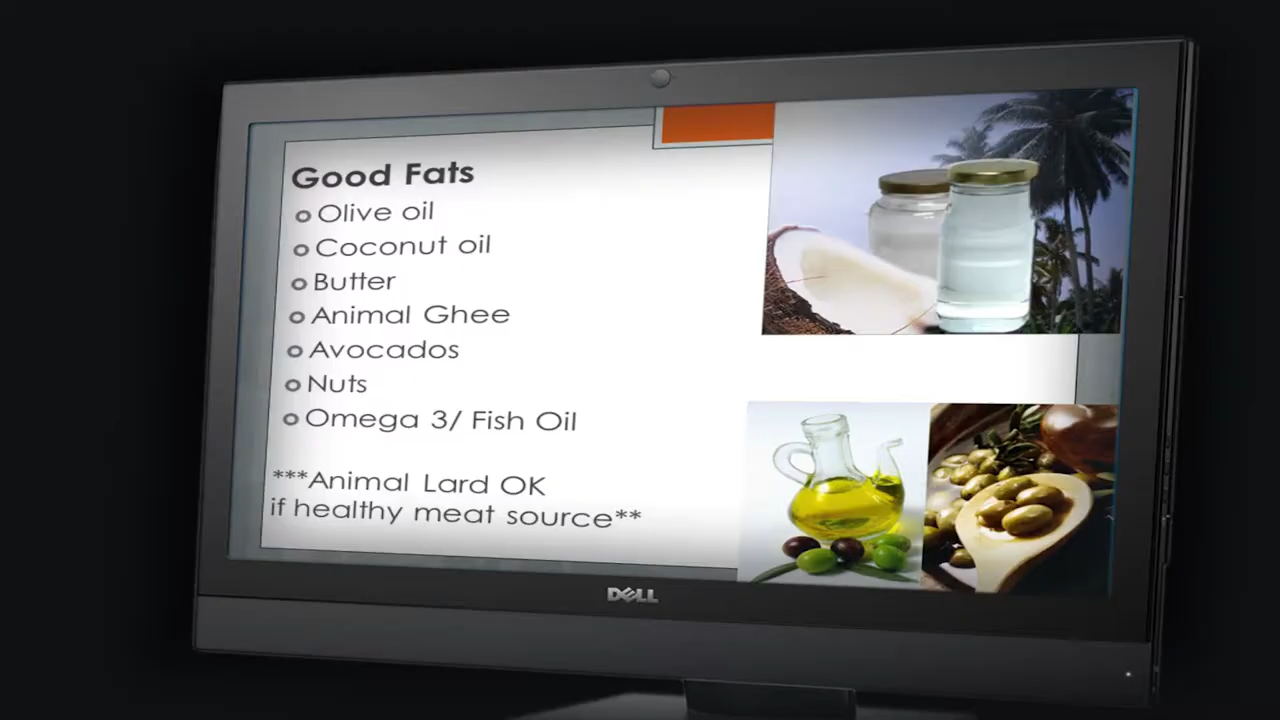 Good Fats
Olive oil
Coconut oil
Butter
Animal Ghee
Avocados
Nuts
Omega 3/ Fish Oil
***Animal Lard OK
if healthy meat source**
DELL